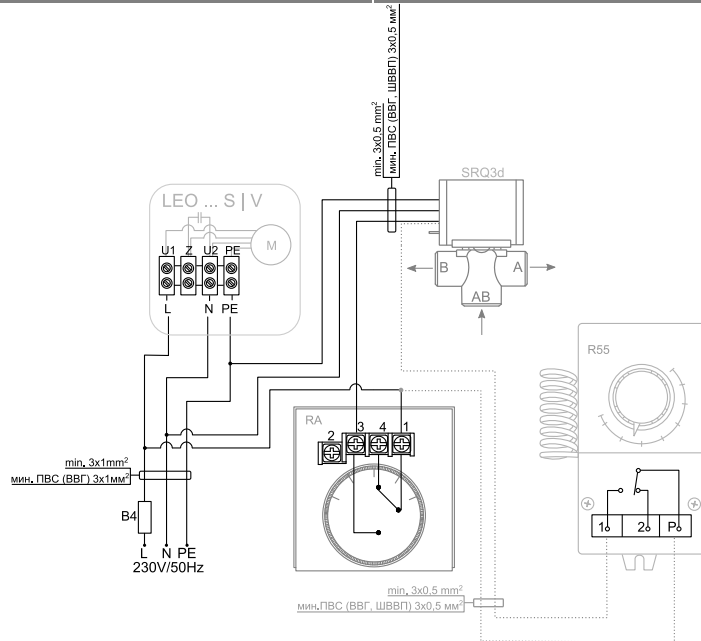 min. 3x0,5 mm²
мин. ПВС (ВВГ, ШВВП) 3x0,5 мм²
SRQ3d
LEO ... S | V
M
U1 Z U2 PE
B A
AB
L N PE
R55
RA
2 3 4 1
min. 3x1mm²
мин. ПВС (ВВГ) 3x1мм²
B4
1 2 P
L N PE
230V/50Hz
min. 3x0,5 mm²
мин.ПВС (ВВГ, ШВВП) 3x0,5 мм²